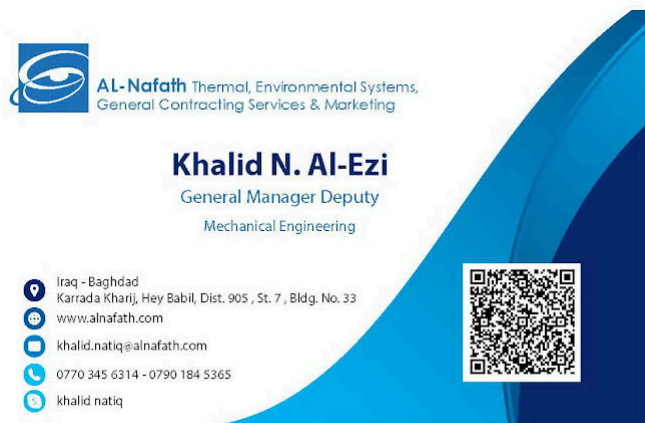 AL-Nafath Thermal, Environmental Systems,
General Contracting Services & Marketing
Khalid N. Al-Ezi
General Manager Deputy
Mechanical Engineering
Iraq - Baghdad
Karrada Kharij, Hey Babil, Dist. 905 , St. 7 , Bldg. No. 33
www.alnafath.com
khalid.natiq@alnafath.com
0770 345 6314 - 0790 184 5365
khalid natiq